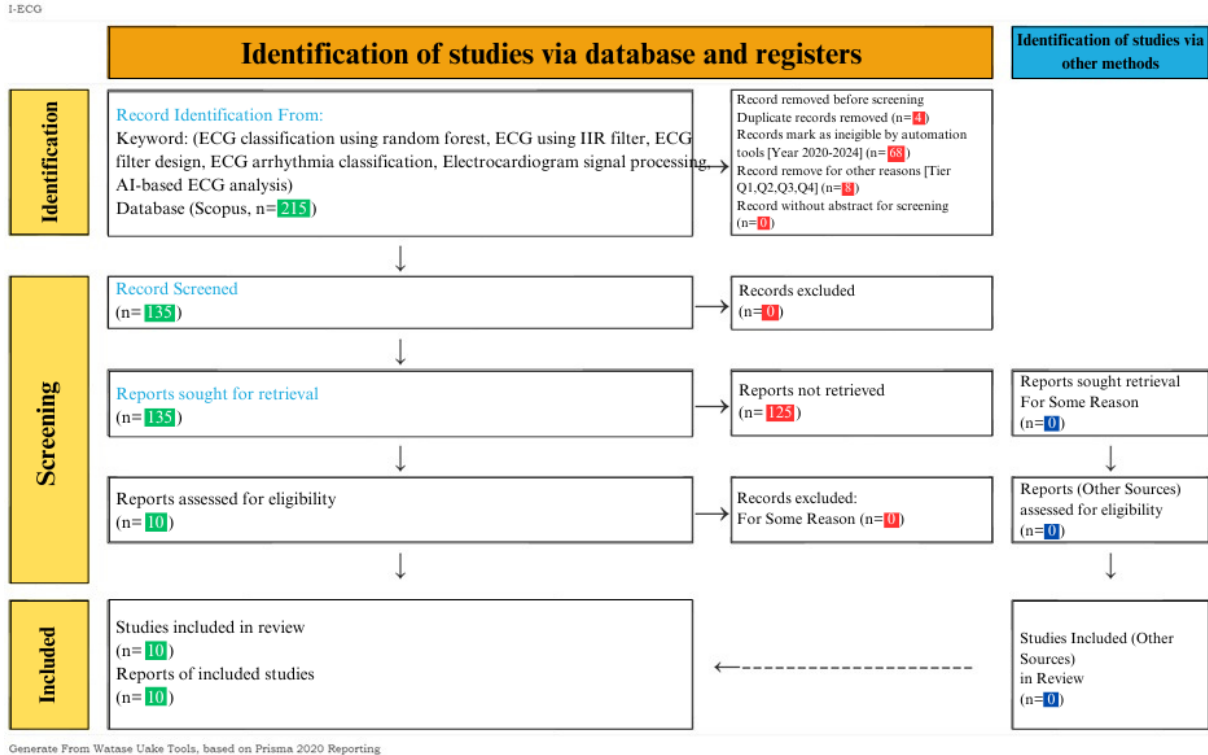 I-ECG
Identification of studies via database and registers
Identification of studies via
other methods
Identification
Record Identification From:
Keyword: (ECG classification using random forest, ECG using IIR filter, ECG
filter design, ECG arrhythmia classification, Electrocardiogram signal processing,
AI-based ECG analysis)
Database (Scopus, n=215)
Record removed before screening
Duplicate records removed (n=4)
Records mark as ineigible by automation
tools [Year 2020-2024] (n=68)
Record remove for other reasons [Tier
Q1,Q2,Q3,Q4] (n=8)
Record without abstract for screening
(n=0)
Screening
Record Screened
(n=135)
Records excluded
(n=0)
Reports sought for retrieval
(n=135)
Reports not retrieved
(n=125)
Reports sought retrieval
For Some Reason
(n=0)
Reports assessed for eligibility
(n=10)
Records excluded:
For Some Reason (n=0)
Reports (Other Sources)
assessed for eligibility
(n=0)
Included
Studies included in review
(n=10)
Reports of included studies
(n=10)
Studies Included (Other
Sources)
in Review
(n=0)
Generate From Watase Uake Tools, based on Prisma 2020 Reporting